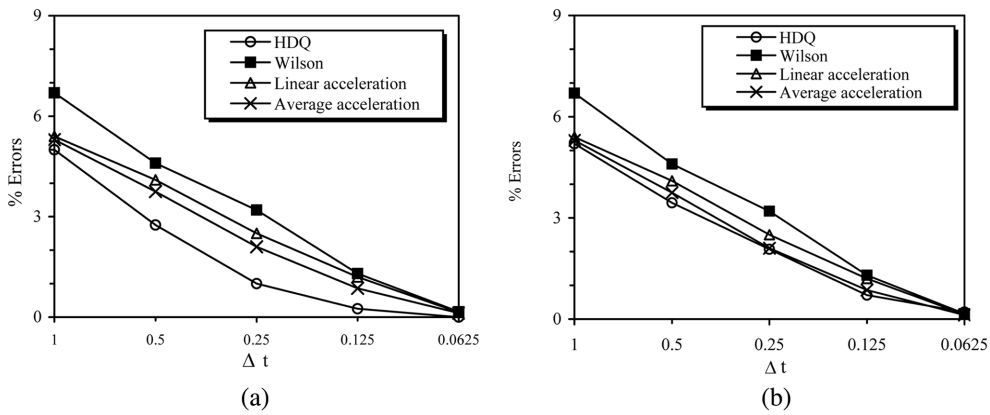 9
6
3
0
% Errors
HDQ
Wilson
Linear acceleration
Average acceleration
1 0.5 0.25 0.125 0.0625
Δ t
(a)
9
6
3
0
% Errors
HDQ
Wilson
Linear acceleration
Average acceleration
1 0.5 0.25 0.125 0.0625
Δ t
(b)